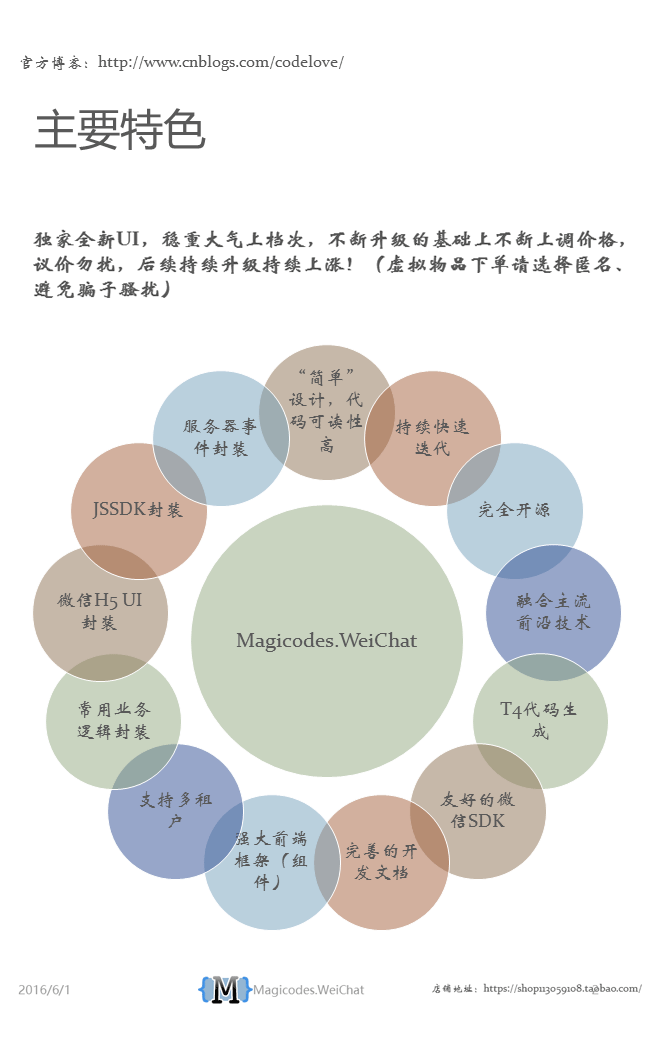 官方博客：http://www.cnblogs.com/codelove/
主要特色
独家全新UI，稳重大气上档次，不断升级的基础上不断上调价格，
议价勿扰，后续持续升级持续上涨！（虚拟物品下单请选择匿名、
避免骗子骚扰）
“简单”
设计，代
码可读性
高
持续快速
迭代
完全开源
融合主流
前沿技术
T4代码生
成
友好的微
信SDK
完善的开
发文档
强大前端
框架（组
件）
支持多租
户
常用业务
逻辑封装
微信H5 UI
封装
JSSDK封装
服务器事
件封装
Magicodes.WeiChat
2016/6/1
{M}
Magicodes.WeiChat
店铺地址：https://shop113059108.taobao.com/